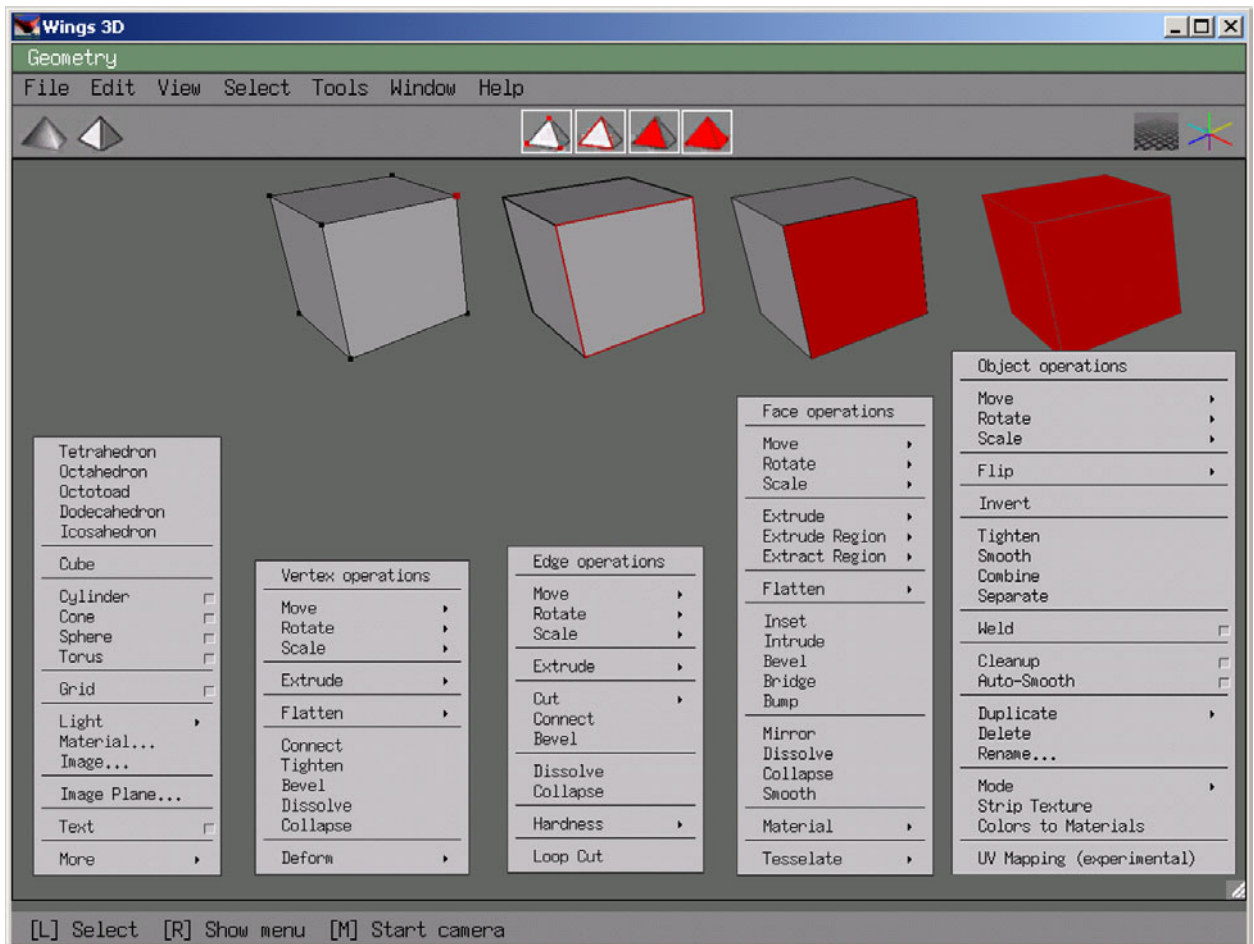 Wings 3D
Geometry
File Edit View Select Tools Window Help
Tetrahedron
Octahedron
Octotoad
Dodecahedron
Icosahedron
Cube
Cylinder
Cone
Sphere
Torus
Grid
Light
Material...
Image...
Image Plane...
Text
More
Vertex operations
Move
Rotate
Scale
Extrude
Flatten
Connect
Tighten
Bevel
Dissolve
Collapse
Deform
Edge operations
Move
Rotate
Scale
Extrude
Cut
Connect
Bevel
Dissolve
Collapse
Hardness
Loop Cut
Face operations
Move
Rotate
Scale
Extrude
Extrude Region
Extract Region
Flatten
Inset
Intrude
Bevel
Bridge
Bump
Mirror
Dissolve
Collapse
Smooth
Material
Tesselate
Object operations
Move
Rotate
Scale
Flip
Invert
Tighten
Smooth
Combine
Separate
Weld
Cleanup
Auto-Smooth
Duplicate
Delete
Rename...
Mode
Strip Texture
Colors to Materials
UV Mapping (experimental)
[L] Select [R] Show menu [M] Start camera